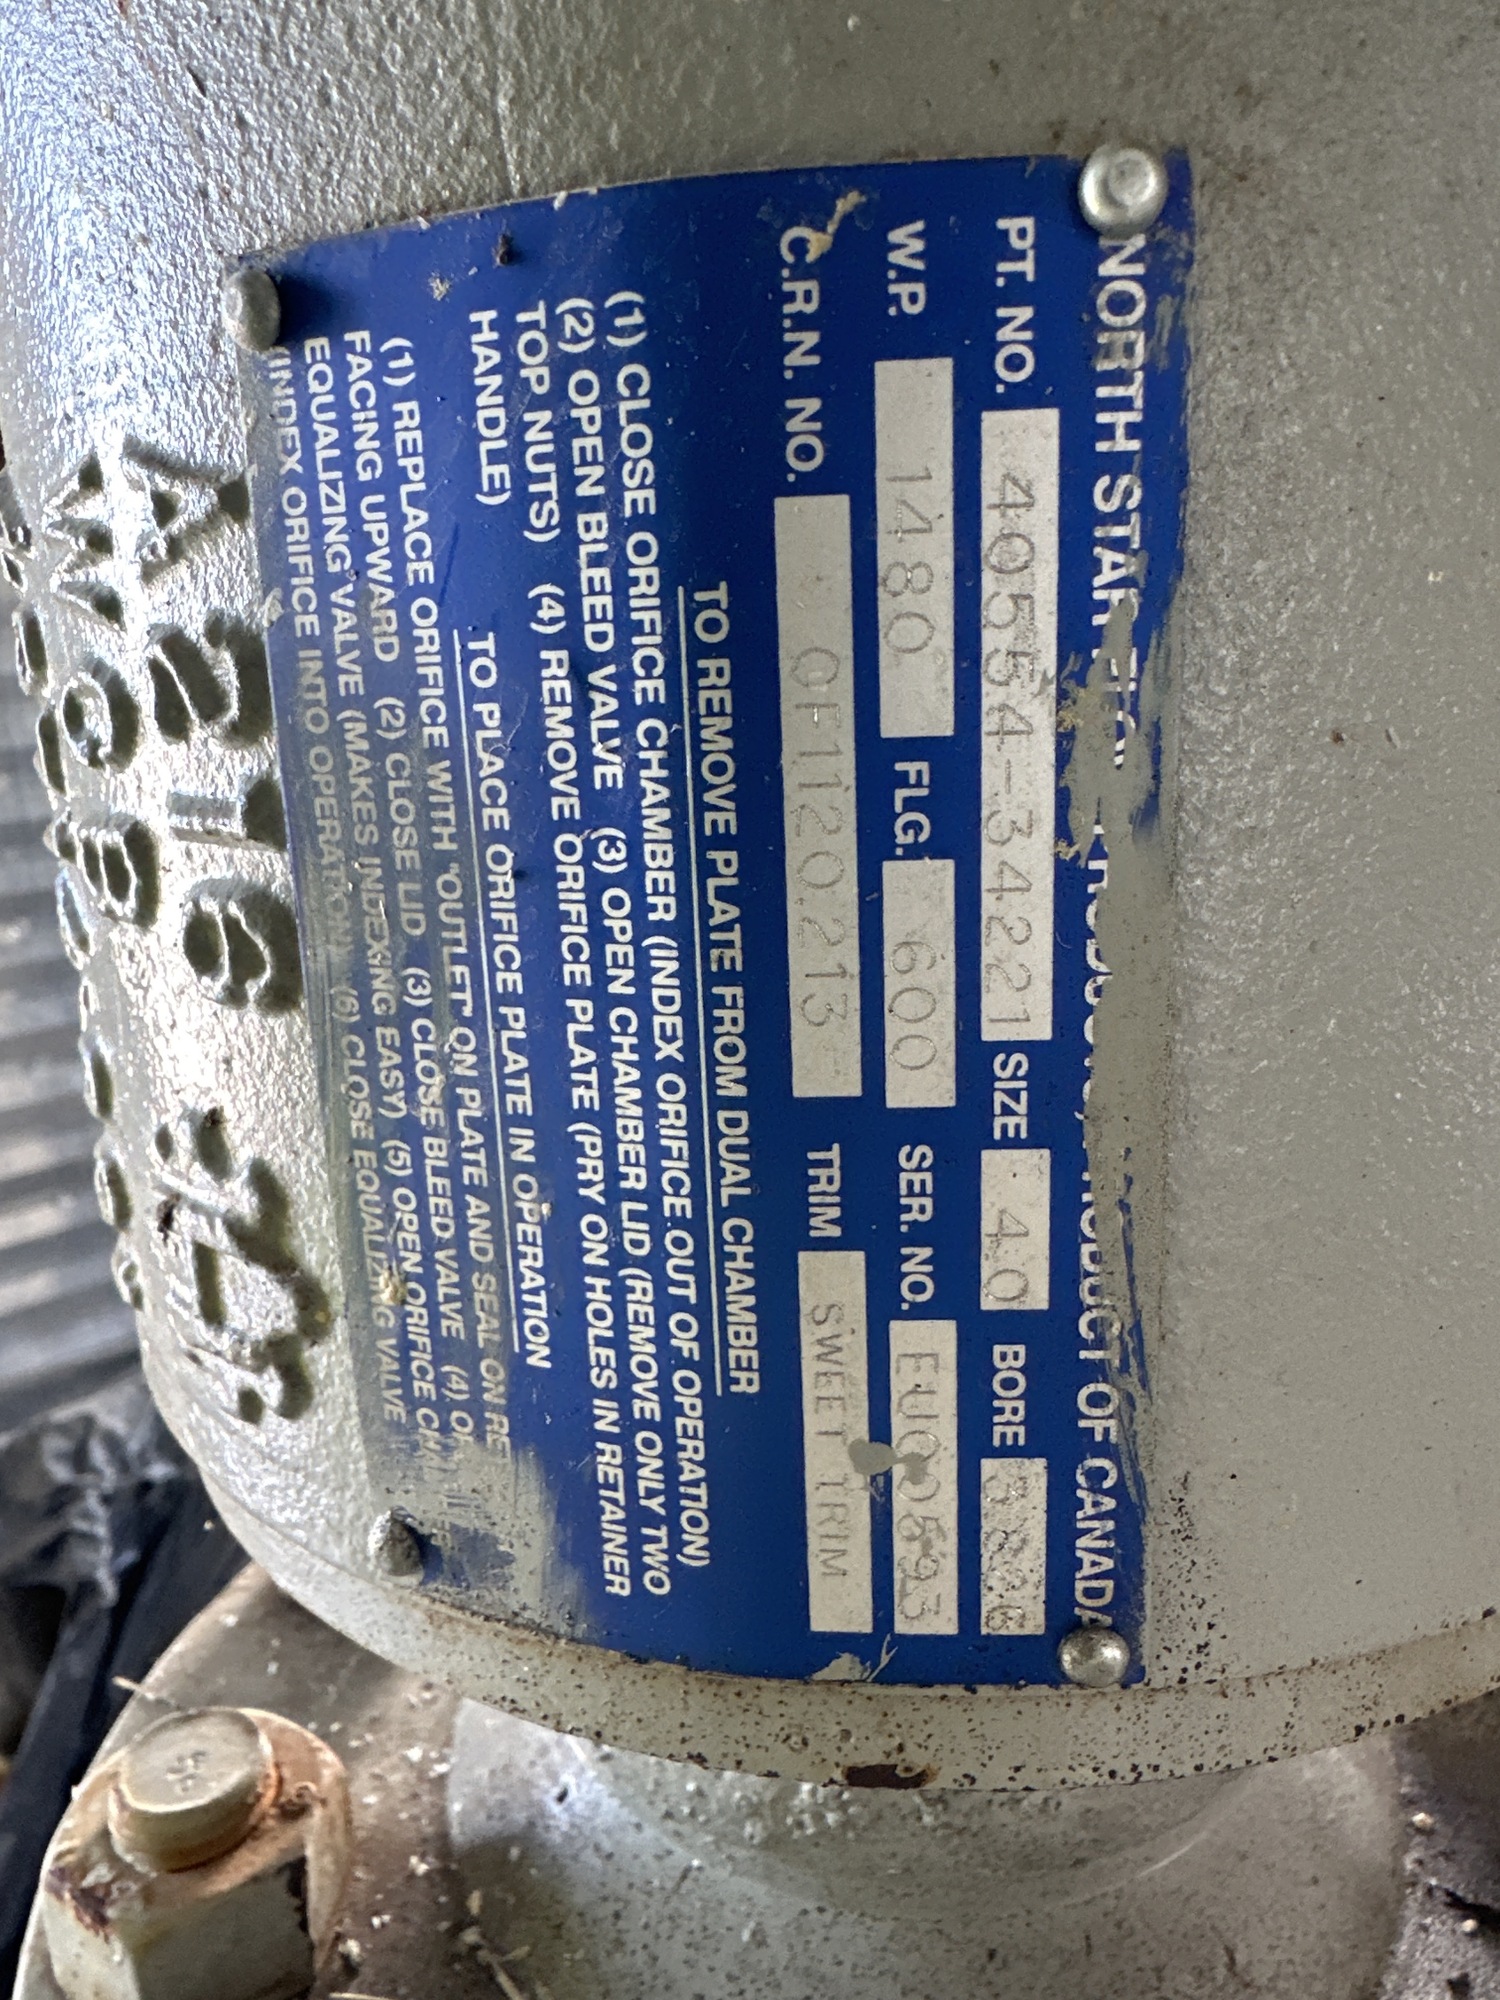 NORTH STAR PRODUCTS, PRODUCT OF CANADA
PT. NO. 405554-34221 SIZE 4.0 BORE
W.P. 1480 FLG. 600 SER. NO. EU005593
C.R.N. NO. 0F1120.213 TRIM SWEET TRIM
TO REMOVE PLATE FROM DUAL CHAMBER
(1) CLOSE ORIFICE CHAMBER (INDEX ORIFICE OUT OF OPERATION)
(2) OPEN BLEED VALVE (3) OPEN CHAMBER LID (REMOVE ONLY TWO
TOP NUTS) (4) REMOVE ORIFICE PLATE (PRY ON HOLES IN RETAINER
HANDLE)
TO PLACE ORIFICE PLATE IN OPERATION
(1) REPLACE ORIFICE WITH "OUTLET" ON PLATE AND SEAL ON
FACING UPWARD (2) CLOSE LID (3) CLOSE BLEED VALVE (4)
EQUALIZING VALVE (MAKES INDEXING EASY) (5) OPEN ORIFICE
(INDEX ORIFICE INTO OPERATION) (6) CLOSE EQUALIZING VALVE
A216